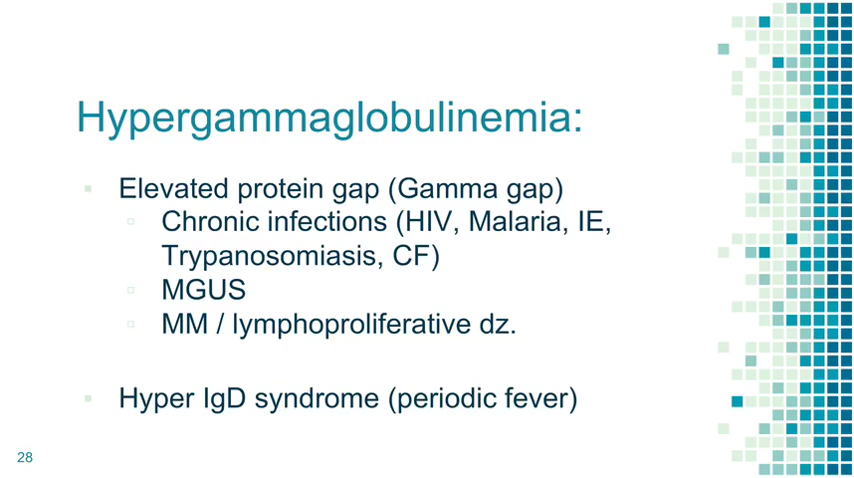 Hypergammaglobulinemia:
Elevated protein gap (Gamma gap)
Chronic infections (HIV, Malaria, IE,
Trypanosomiasis, CF)
MGUS
MM / lymphoproliferative dz.
Hyper IgD syndrome (periodic fever)
28